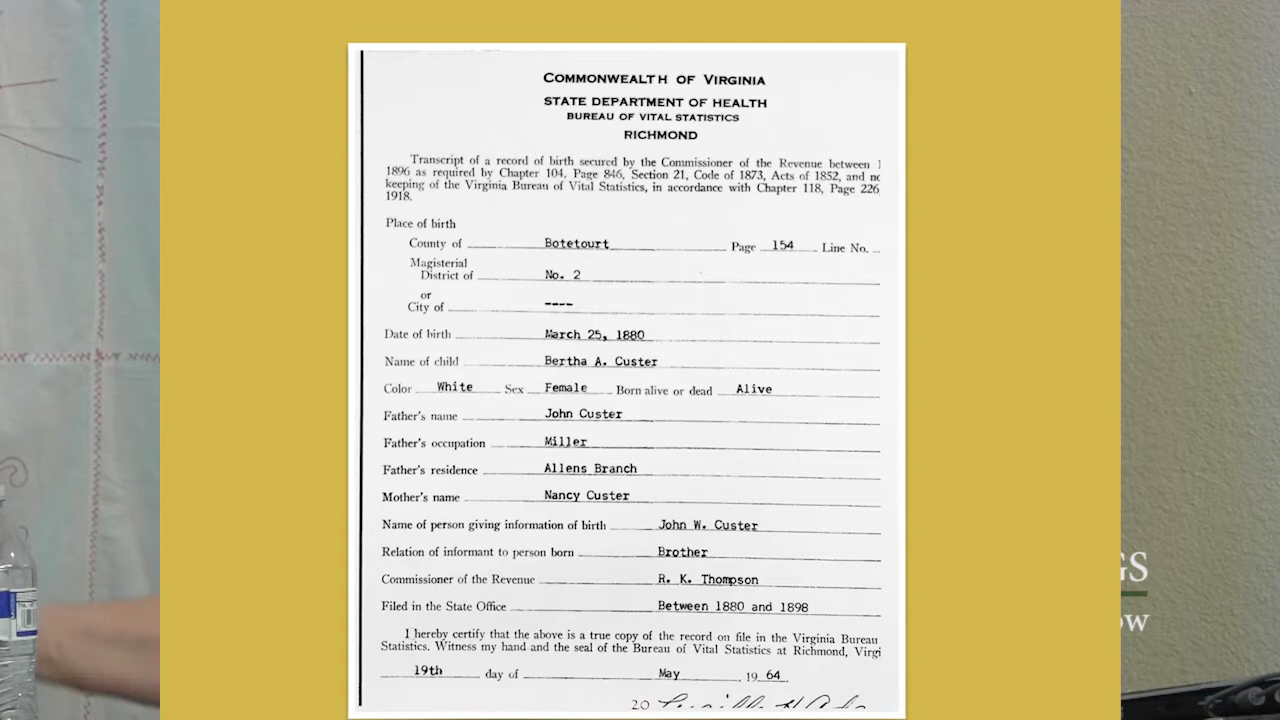 COMMONWEALTH OF VIRGINIA
STATE DEPARTMENT OF HEALTH
BUREAU OF VITAL STATISTICS
RICHMOND
Transcript of a record of birth secured by the Commissioner of the Revenue between
1896 as required by Chapter 104, Page 846, Section 21, Code of 1873, Acts of 1852, and
keeping of the Virginia Bureau of Vital Statistics, in accordance with Chapter 118, Page 226
1918.
Place of birth
County of Botetourt Page 154 Line No.
Magisterial
District of No. 2
or
City of ----
Date of birth March 25, 1880
Name of child Bertha A. Custer
Color White Sex Female Born alive or dead Alive
Father's name John Custer
Father's occupation Miller
Father's residence Allens Branch
Mother's name Nancy Custer
Name of person giving information of birth John W. Custer
Relation of informant to person born Brother
Commissioner of the Revenue R. K. Thompson
Filed in the State Office Between 1880 and 1898
I hereby certify that the above is a true copy of the record on file in the Virginia Bureau
Statistics. Witness my hand and the seal of the Bureau of Vital Statistics at Richmond, Virgi
19th day of May, 19 64.
20
GS
OW